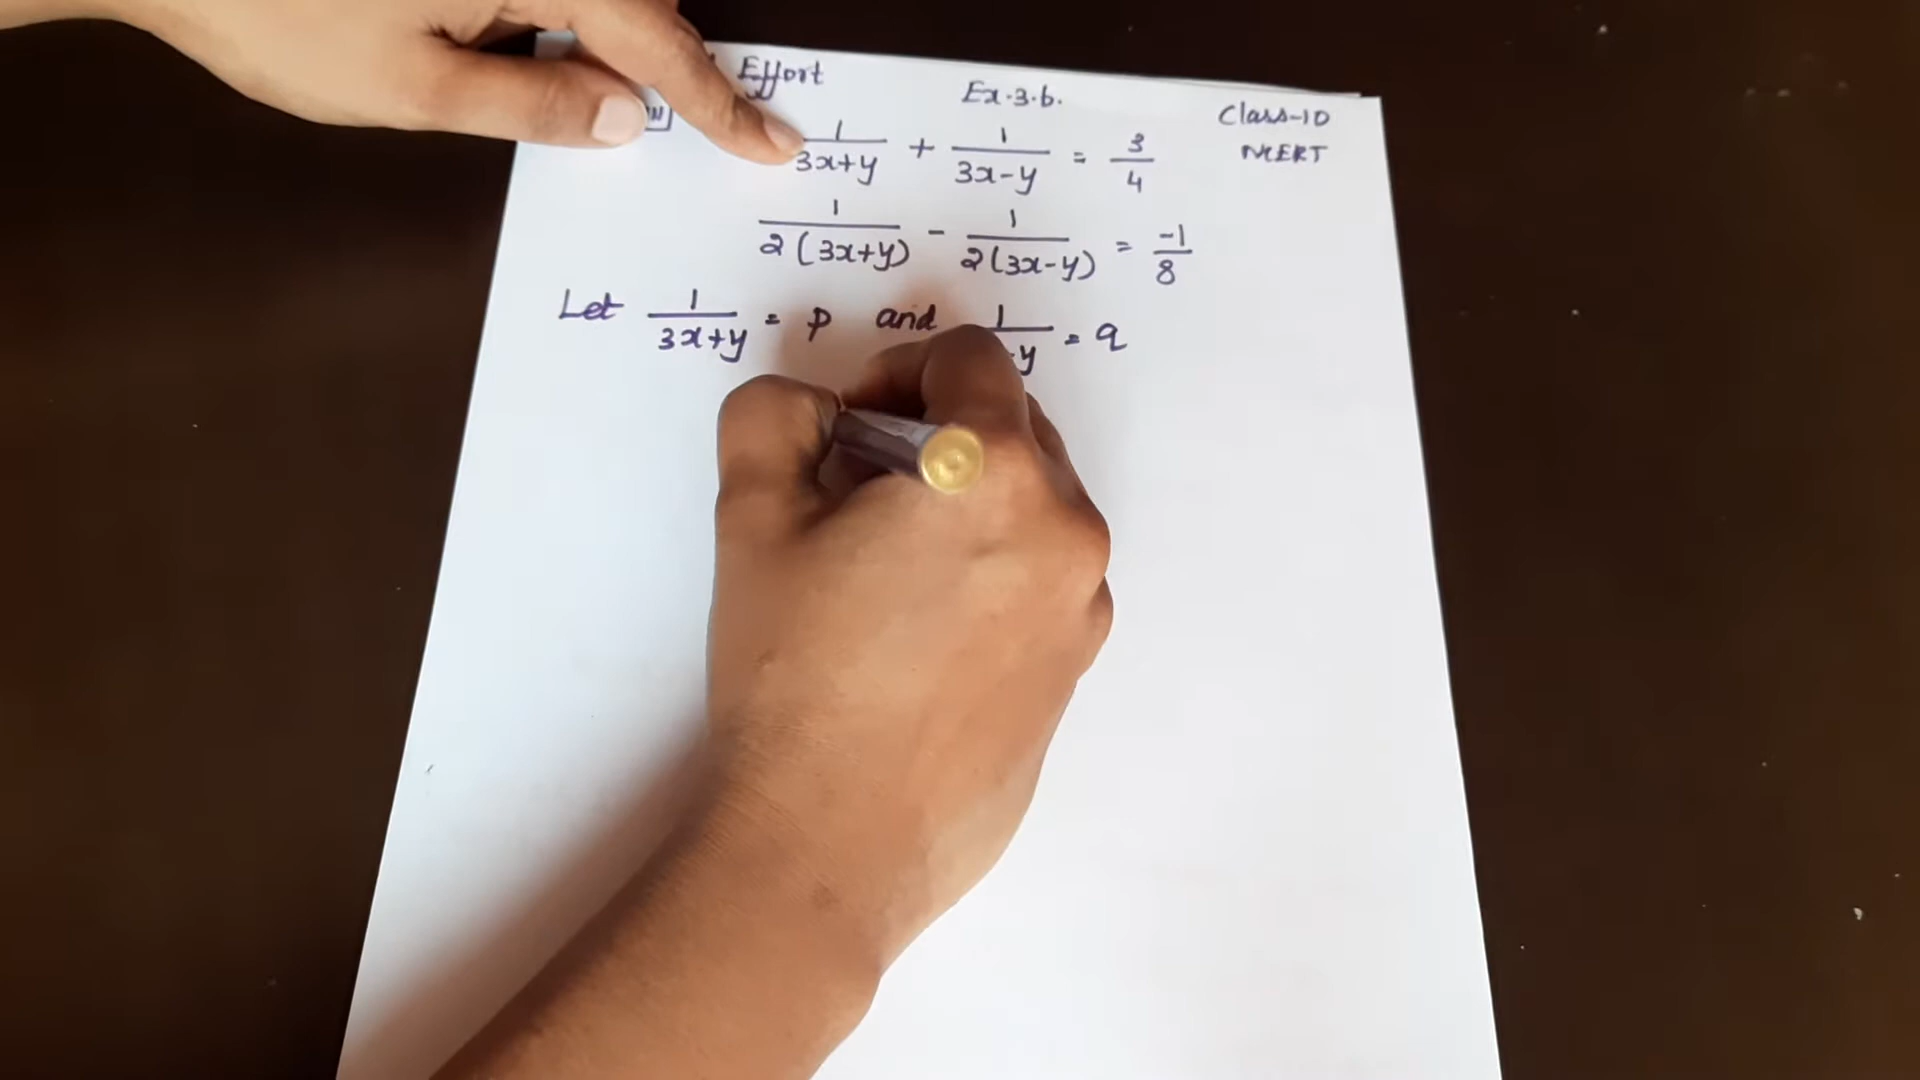 Effort Ex.3.6. Class-10
NCERT
1/(3x+y) + 1/(3x-y) = 3/4
1/(2(3x+y)) - 1/(2(3x-y)) = -1/8
Let 1/(3x+y) = p and 1/ -y = q